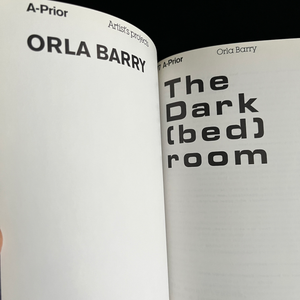 A-Prior
Artist's projects
ORLA BARRY
A-Prior
Orla Barry
The
Dark
(bed)
room